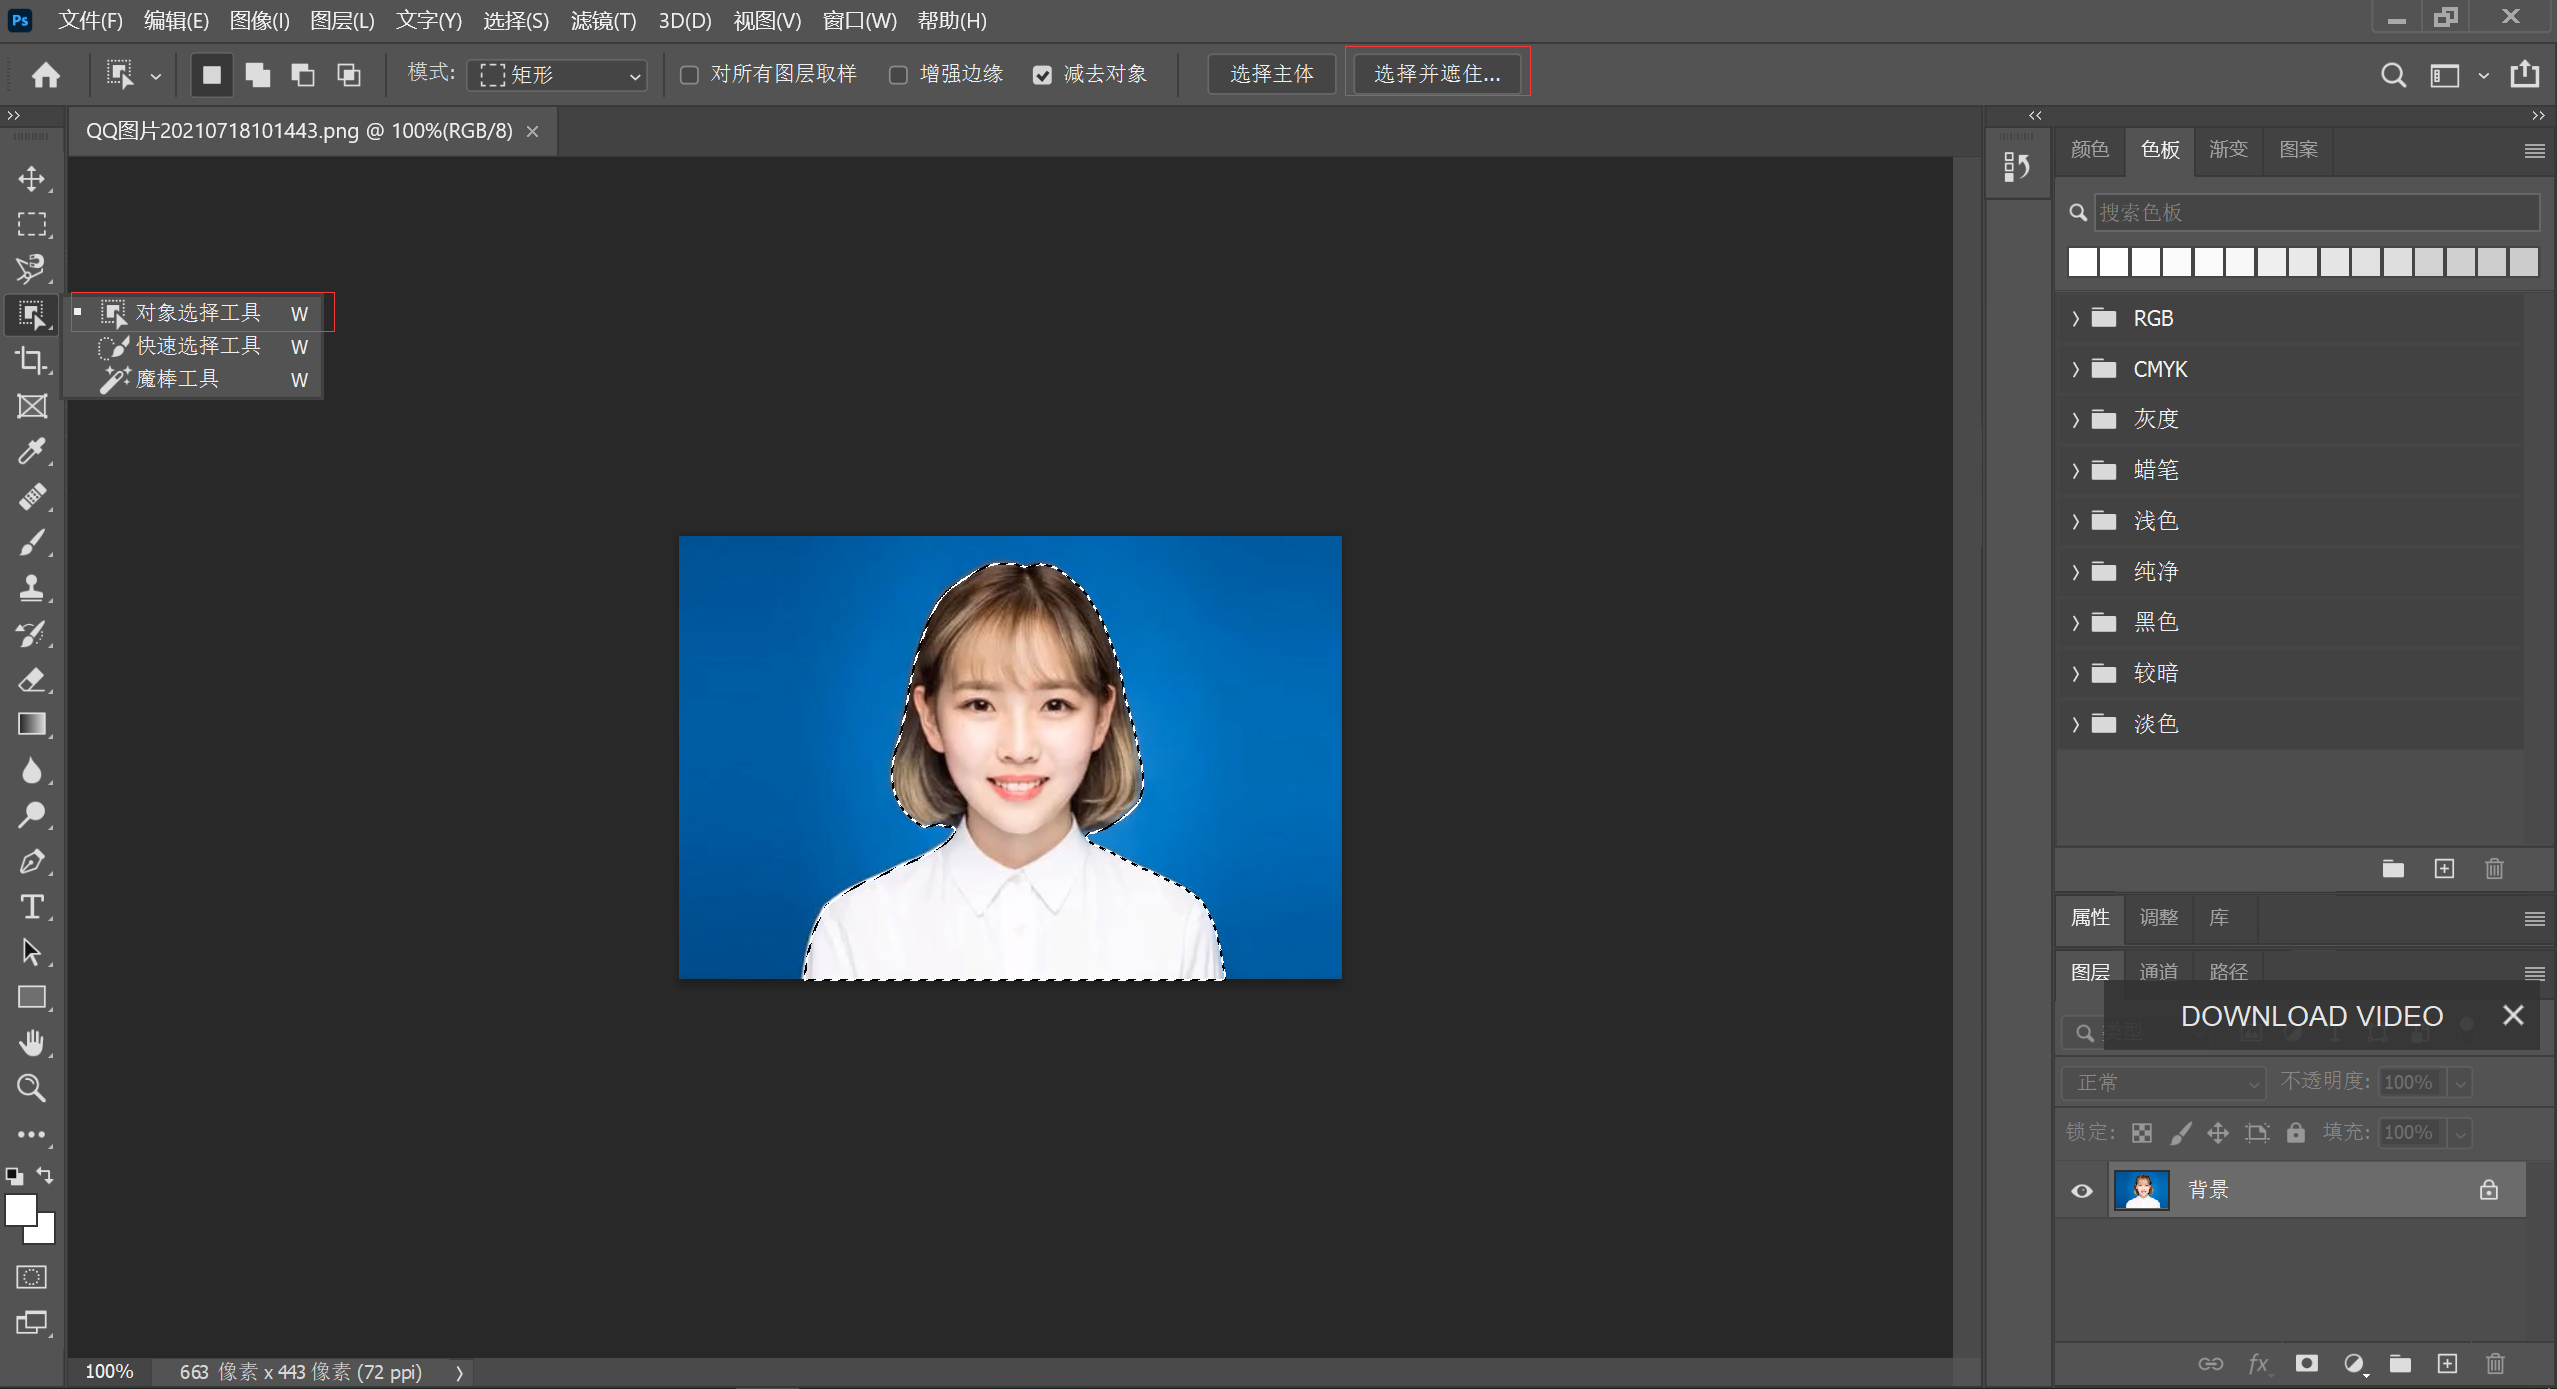 Ps 文件(F) 编辑(E) 图像(I) 图层(L) 文字(Y) 选择(S) 滤镜(T) 3D(D) 视图(V) 窗口(W) 帮助(H)
模式: 矩形 对所有图层取样 增强边缘 减去对象 选择主体 选择并遮住...
QQ图片20210718101443.png @ 100%(RGB/8)
对象选择工具 W
快速选择工具 W
魔棒工具 W
颜色 色板 渐变 图案
搜索色板
RGB
CMYK
灰度
蜡笔
浅色
纯净
黑色
较暗
淡色
属性 调整 库
图层 通道 路径
类型
DOWNLOAD VIDEO
正常 不透明度: 100%
锁定: 填充: 100%
背景
fx
100% 663 像素 x 443 像素 (72 ppi)